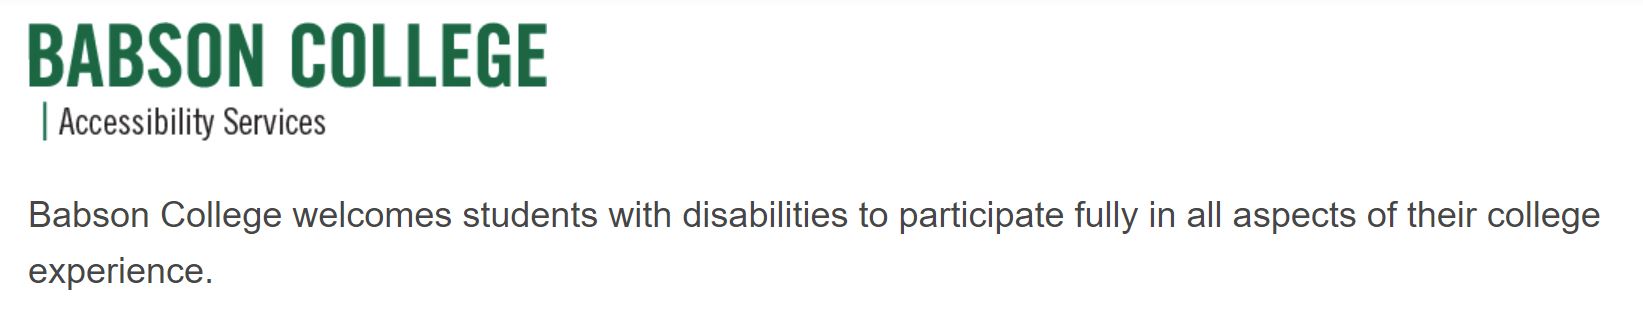 BABSON COLLEGE
Accessibility Services
Babson College welcomes students with disabilities to participate fully in all aspects of their college
experience.